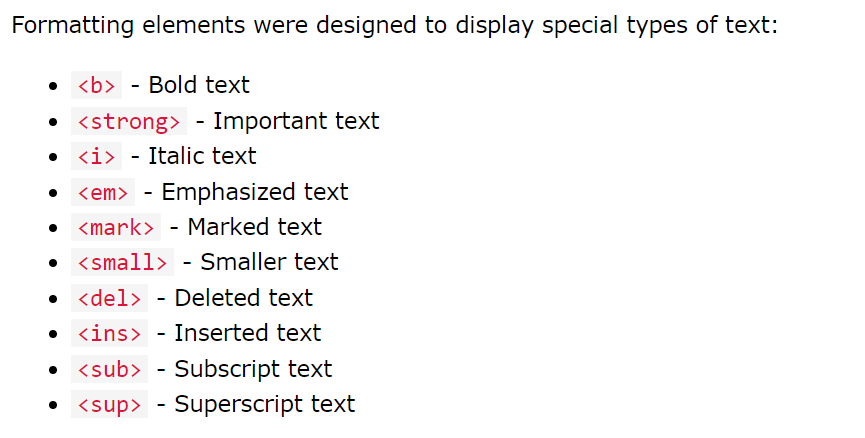 Formatting elements were designed to display special types of text:
<b> - Bold text
<strong> - Important text
<i> - Italic text
<em> - Emphasized text
<mark> - Marked text
<small> - Smaller text
<del> - Deleted text
<ins> - Inserted text
<sub> - Subscript text
<sup> - Superscript text